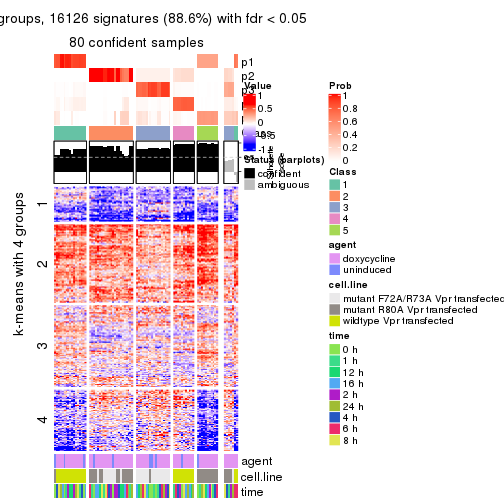 groups, 16126 signatures (88.6%) with fdr < 0.05
80 confident samples
p1
p2
p3
Value
1
0.5
0
-1
Status (barplots)
confident
ambiguous
Prob
1
0.8
0.6
0.4
0.2
0
Class
1
2
3
4
5
agent
doxycycline
uninduced
cell.line
mutant F72A/R73A Vpr transfected
mutant R80A Vpr transfected
wildtype Vpr transfected
time
0 h
1 h
12 h
16 h
2 h
24 h
4 h
6 h
8 h
k-means with 4 groups
1
2
3
4
agent
cell.line
time